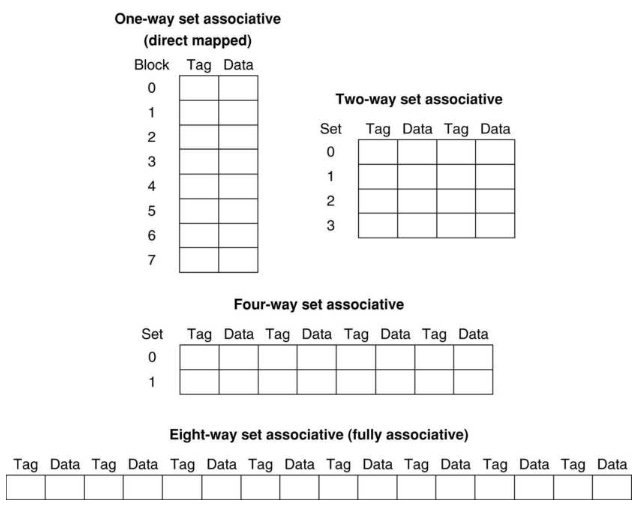 One-way set associative
(direct mapped)
Block Tag Data
0
1
2
3
4
5
6
7
Two-way set associative
Set Tag Data Tag Data
0
1
2
3
Four-way set associative
Set Tag Data Tag Data Tag Data Tag Data
0
1
Eight-way set associative (fully associative)
Tag Data Tag Data Tag Data Tag Data Tag Data Tag Data Tag Data Tag Data